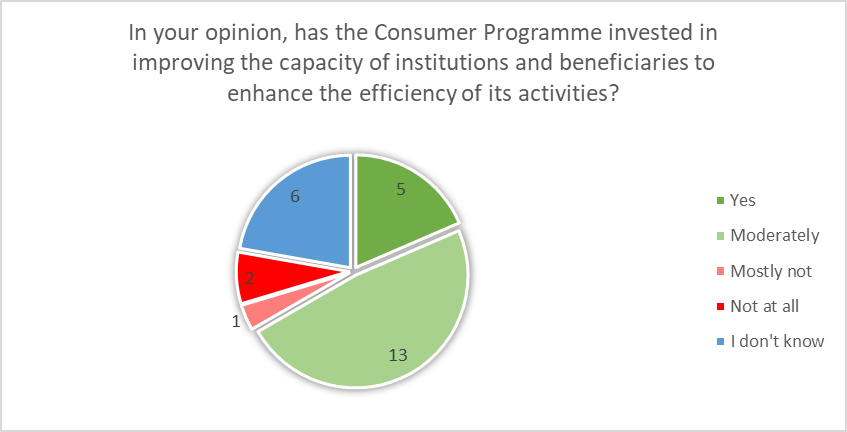 In your opinion, has the Consumer Programme invested in
improving the capacity of institutions and beneficiaries to
enhance the efficiency of its activities?
5
6
2
1
13
Yes
Moderately
Mostly not
Not at all
I don't know